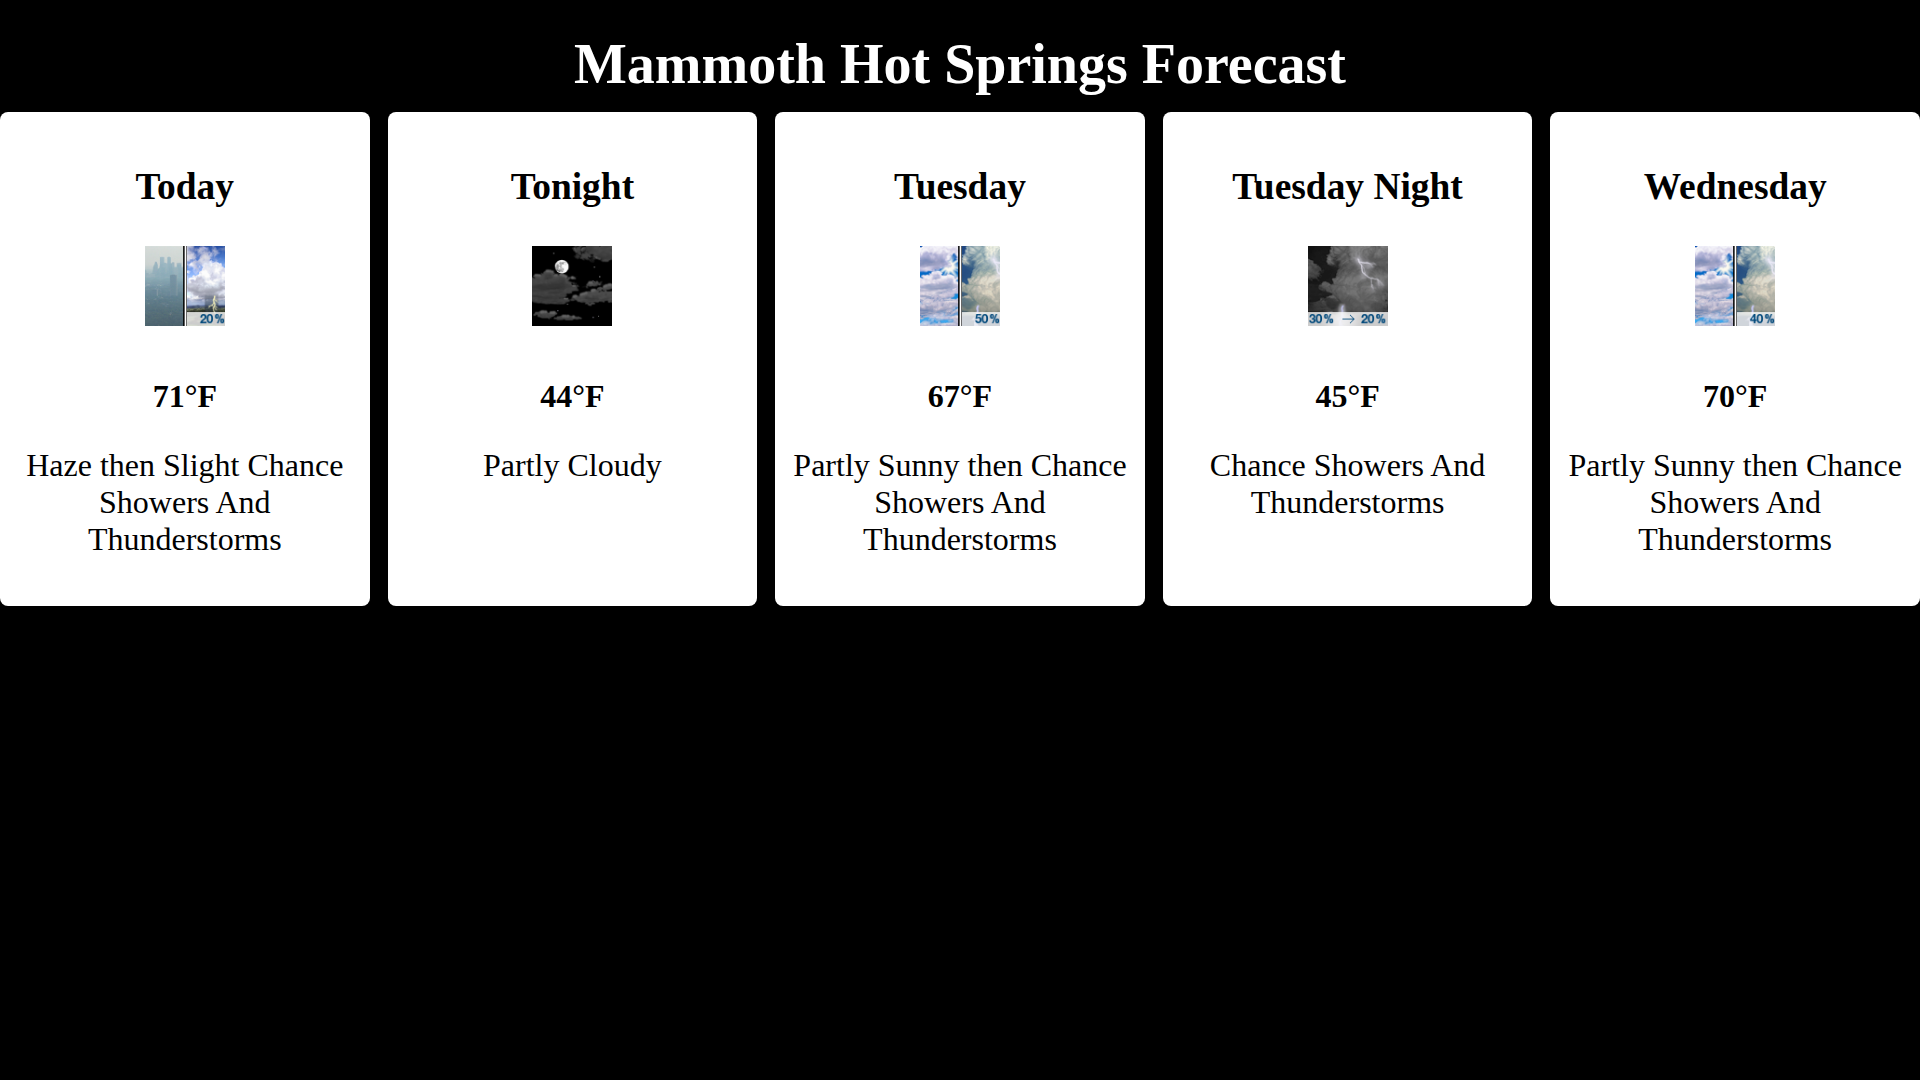 Mammoth Hot Springs Forecast
Today
20%
71°F
Haze then Slight Chance
Showers And
Thunderstorms
Tonight
44°F
Partly Cloudy
Tuesday
50%
67°F
Partly Sunny then Chance
Showers And
Thunderstorms
Tuesday Night
30% → 20%
45°F
Chance Showers And
Thunderstorms
Wednesday
40%
70°F
Partly Sunny then Chance
Showers And
Thunderstorms